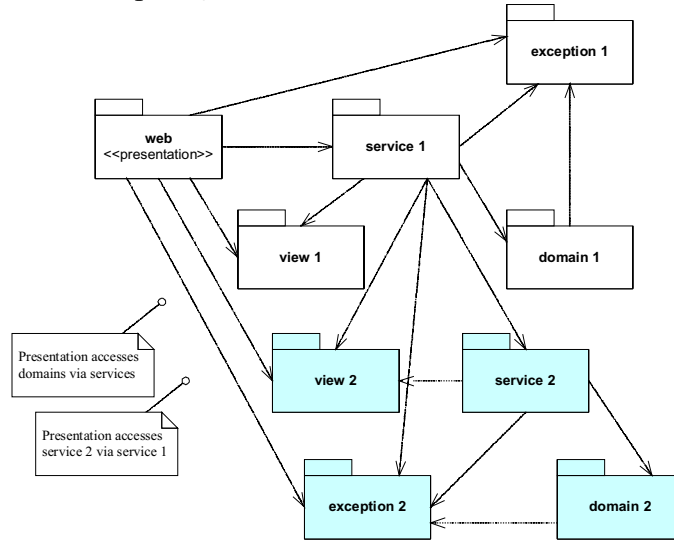 exception 1
web
<<presentation>>
service 1
view 1
domain 1
Presentation accesses
domains via services
view 2
service 2
Presentation accesses
service 2 via service 1
exception 2
domain 2